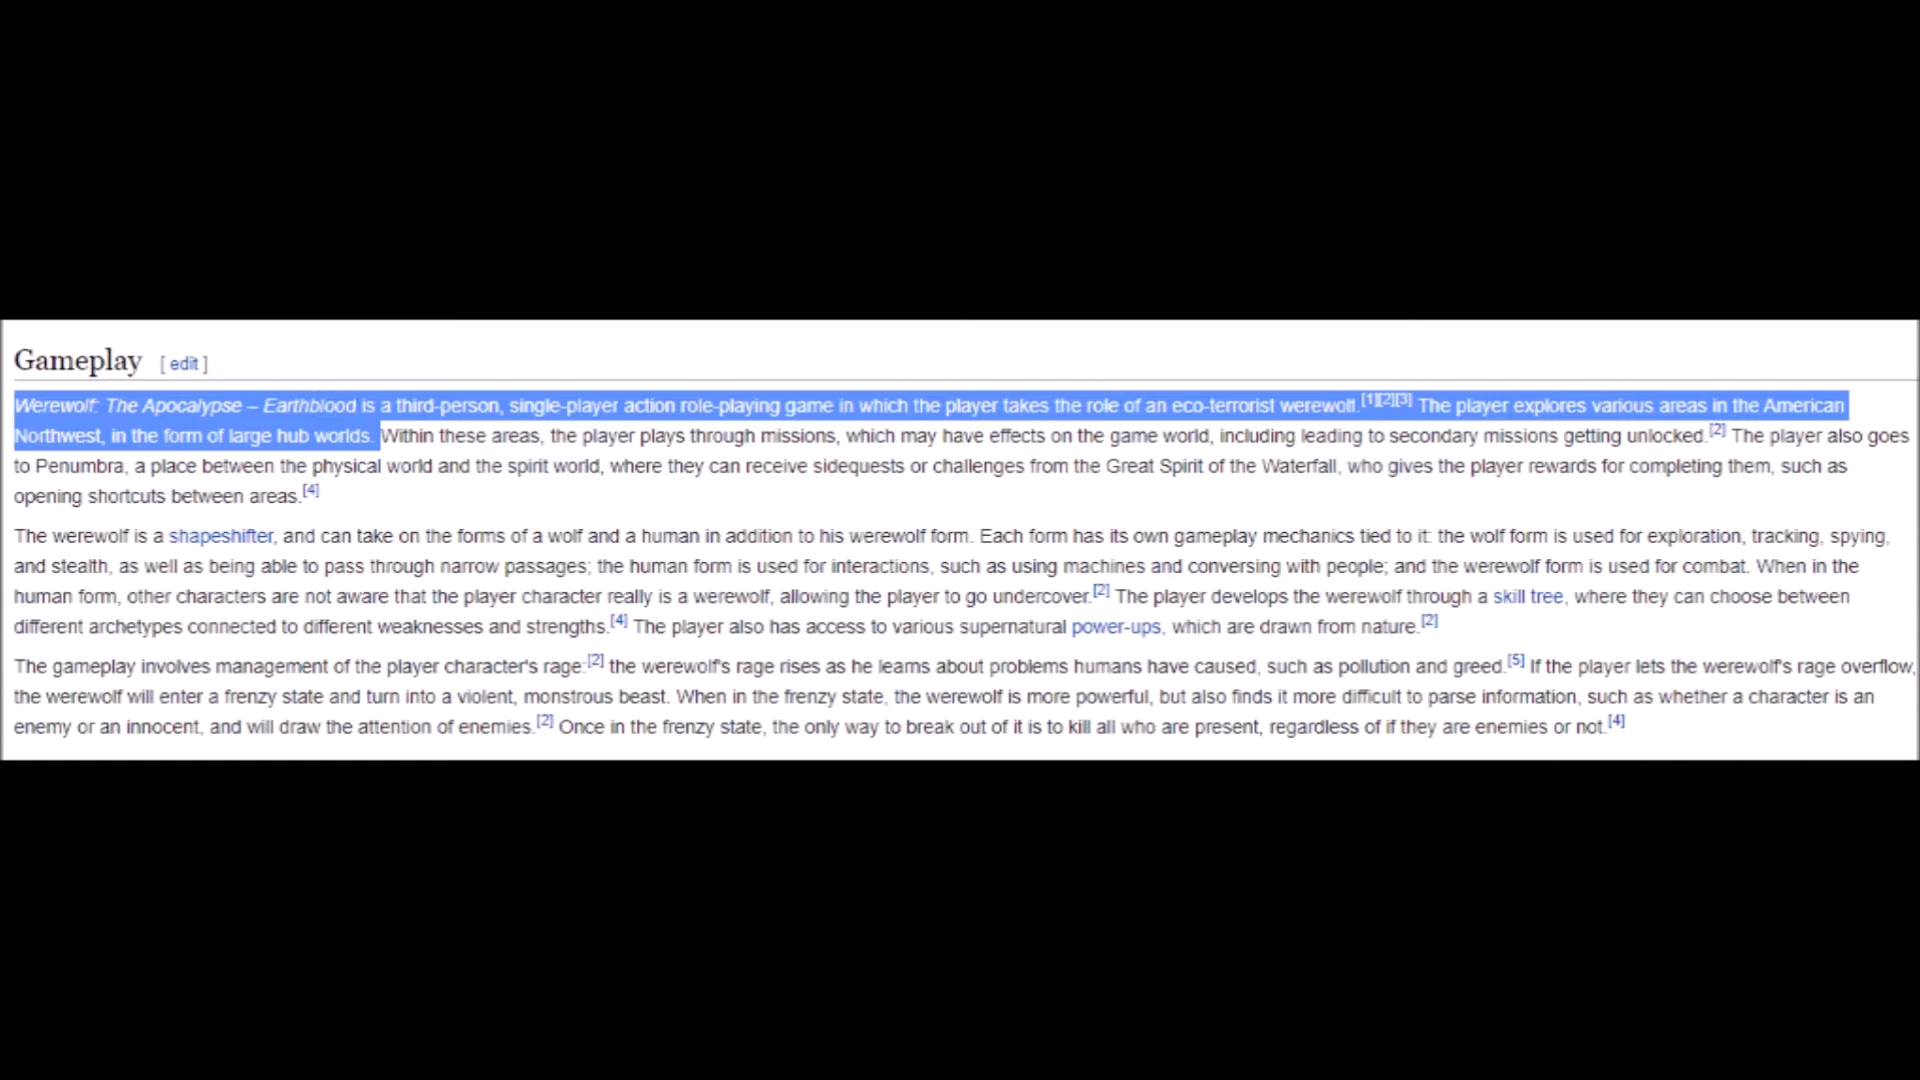 Gameplay [ edit ]
Werewolf: The Apocalypse – Earthblood is a third-person, single-player action role-playing game in which the player takes the role of an eco-terrorist werewolf.[1][2][3] The player explores various areas in the American
Northwest, in the form of large hub worlds. Within these areas, the player plays through missions, which may have effects on the game world, including leading to secondary missions getting unlocked.[2] The player also goes
to Penumbra, a place between the physical world and the spirit world, where they can receive sidequests or challenges from the Great Spirit of the Waterfall, who gives the player rewards for completing them, such as
opening shortcuts between areas.[4]
The werewolf is a shapeshifter, and can take on the forms of a wolf and a human in addition to his werewolf form. Each form has its own gameplay mechanics tied to it: the wolf form is used for exploration, tracking, spying,
and stealth, as well as being able to pass through narrow passages; the human form is used for interactions, such as using machines and conversing with people; and the werewolf form is used for combat. When in the
human form, other characters are not aware that the player character really is a werewolf, allowing the player to go undercover.[2] The player develops the werewolf through a skill tree, where they can choose between
different archetypes connected to different weaknesses and strengths.[4] The player also has access to various supernatural power-ups, which are drawn from nature.[2]
The gameplay involves management of the player character's rage:[2] the werewolf's rage rises as he learns about problems humans have caused, such as pollution and greed.[5] If the player lets the werewolf's rage overflow,
the werewolf will enter a frenzy state and turn into a violent, monstrous beast. When in the frenzy state, the werewolf is more powerful, but also finds it more difficult to parse information, such as whether a character is an
enemy or an innocent, and will draw the attention of enemies.[2] Once in the frenzy state, the only way to break out of it is to kill all who are present, regardless of if they are enemies or not.[4]